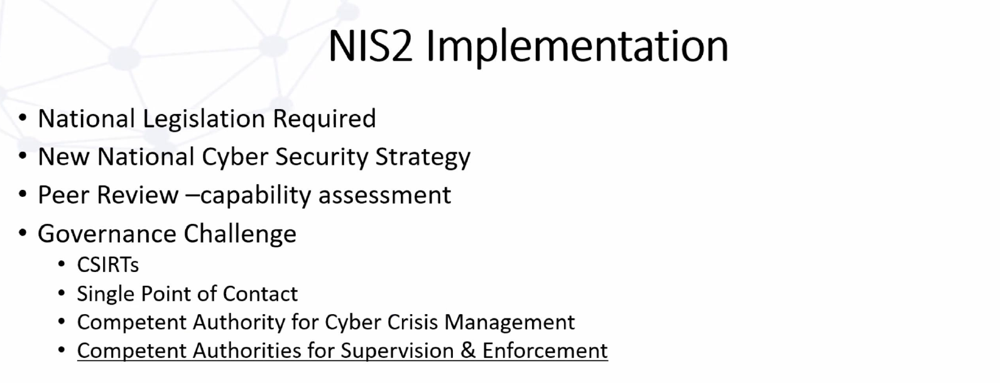 NIS2 Implementation
• National Legislation Required
• New National Cyber Security Strategy
• Peer Review –capability assessment
• Governance Challenge
• CSIRTs
• Single Point of Contact
• Competent Authority for Cyber Crisis Management
• Competent Authorities for Supervision & Enforcement